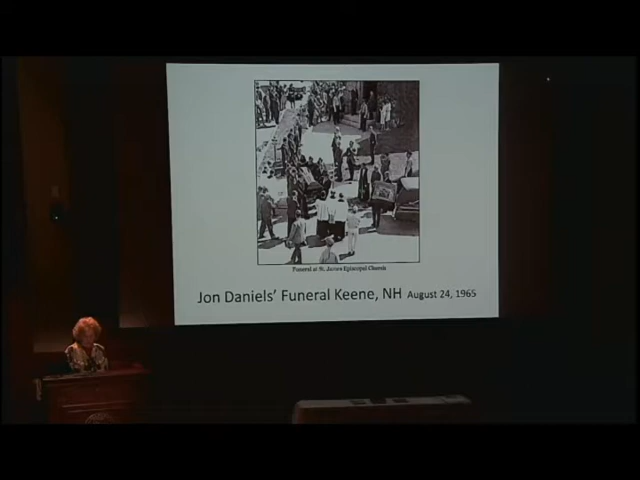 Funeral at St. James Episcopal Church
Jon Daniels' Funeral Keene, NH August 24, 1965